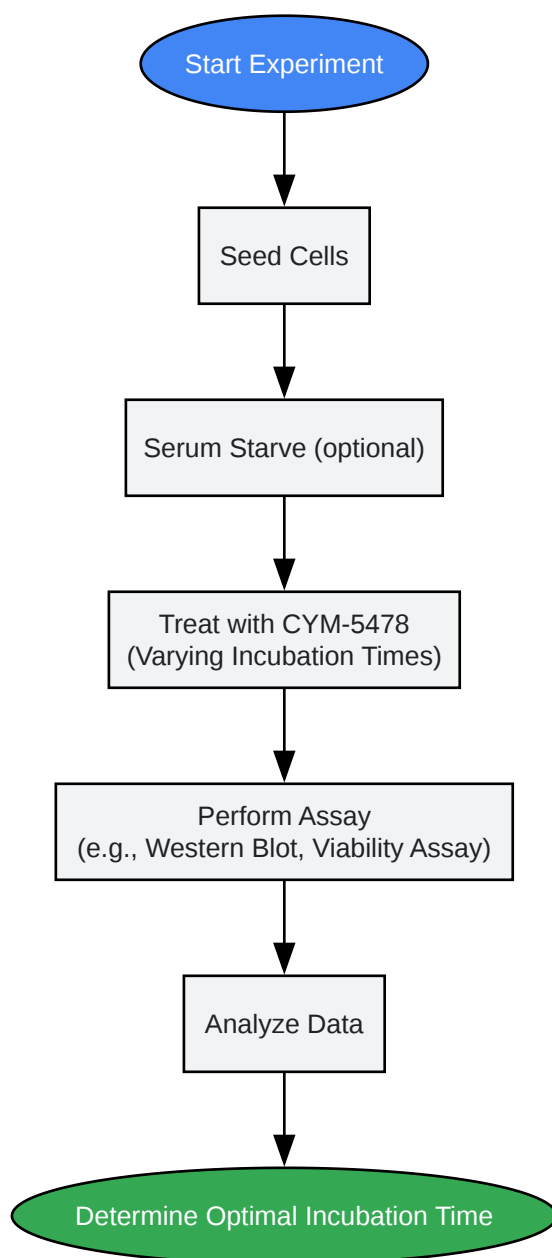 Start Experiment
Seed Cells
Serum Starve (optional)
Treat with CYM-5478
(Varying Incubation Times)
Perform Assay
(e.g., Western Blot, Viability Assay)
Analyze Data
Determine Optimal Incubation Time